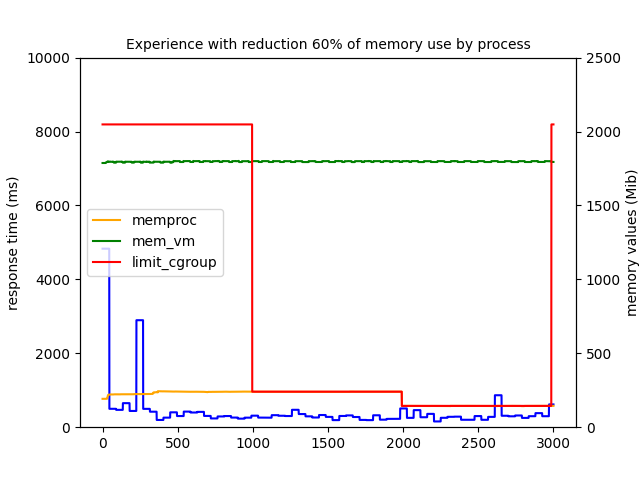 Experience with reduction 60% of memory use by process
10000
8000
6000
4000
2000
0
response time (ms)
2500
2000
1500
1000
500
0
memory values (Mib)
memproc
mem_vm
limit_cgroup
0 500 1000 1500 2000 2500 3000